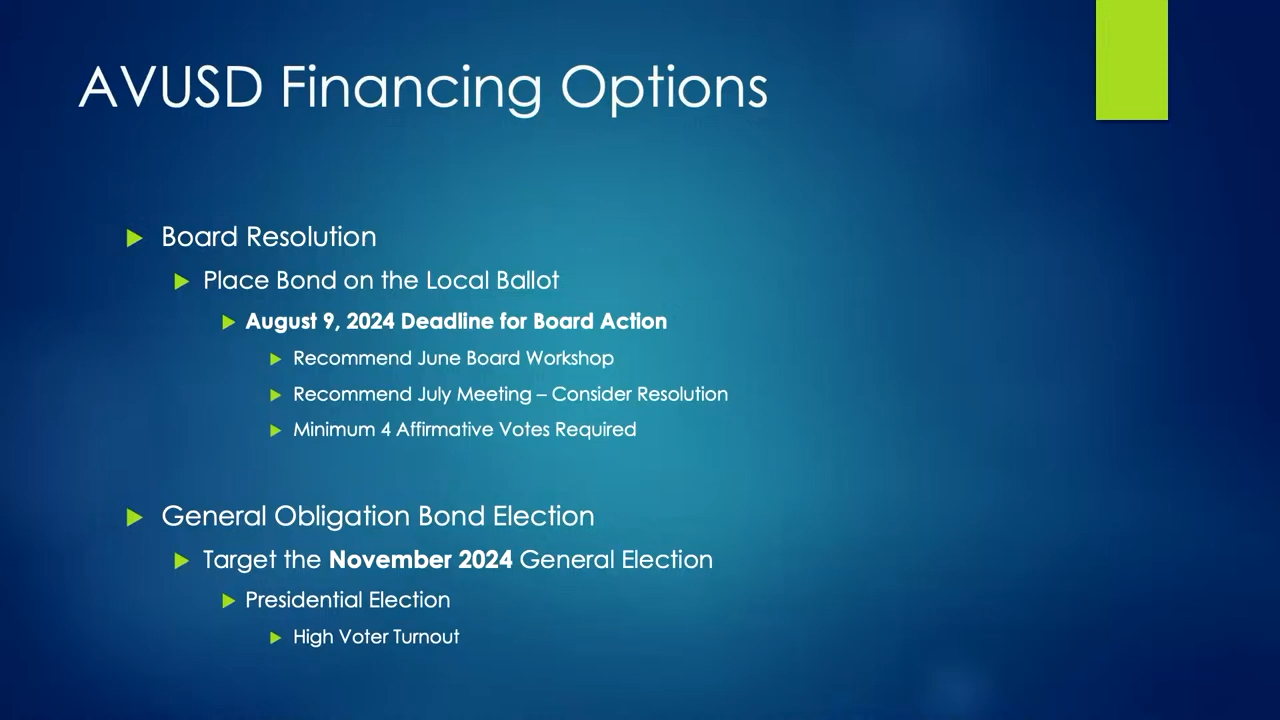 AVUSD Financing Options
Board Resolution
Place Bond on the Local Ballot
August 9, 2024 Deadline for Board Action
Recommend June Board Workshop
Recommend July Meeting – Consider Resolution
Minimum 4 Affirmative Votes Required
General Obligation Bond Election
Target the November 2024 General Election
Presidential Election
High Voter Turnout